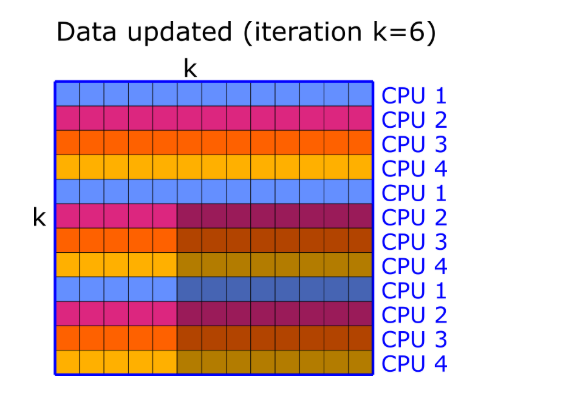 Data updated (iteration k=6)
k
CPU 1
CPU 2
CPU 3
CPU 4
CPU 1
k CPU 2
CPU 3
CPU 4
CPU 1
CPU 2
CPU 3
CPU 4